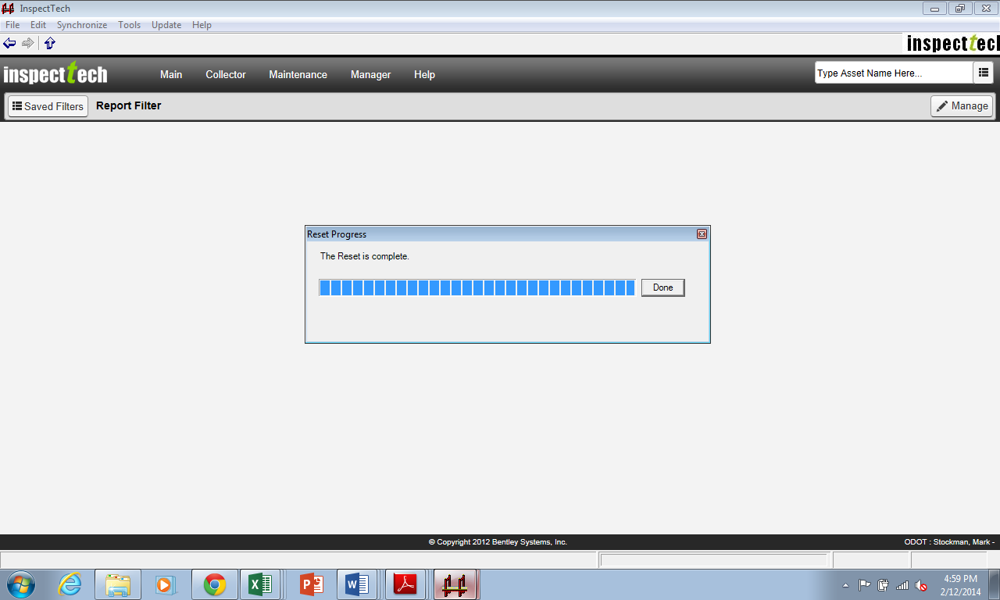 InspectTech
File Edit Synchronize Tools Update Help
inspecttecl
inspecttech
Main Collector Maintenance Manager Help
Type Asset Name Here...
Saved Filters
Report Filter
Manage
Reset Progress
The Reset is complete.
Done
© Copyright 2012 Bentley Systems, Inc.
ODOT : Stockman, Mark -
4:59 PM
2/12/2014